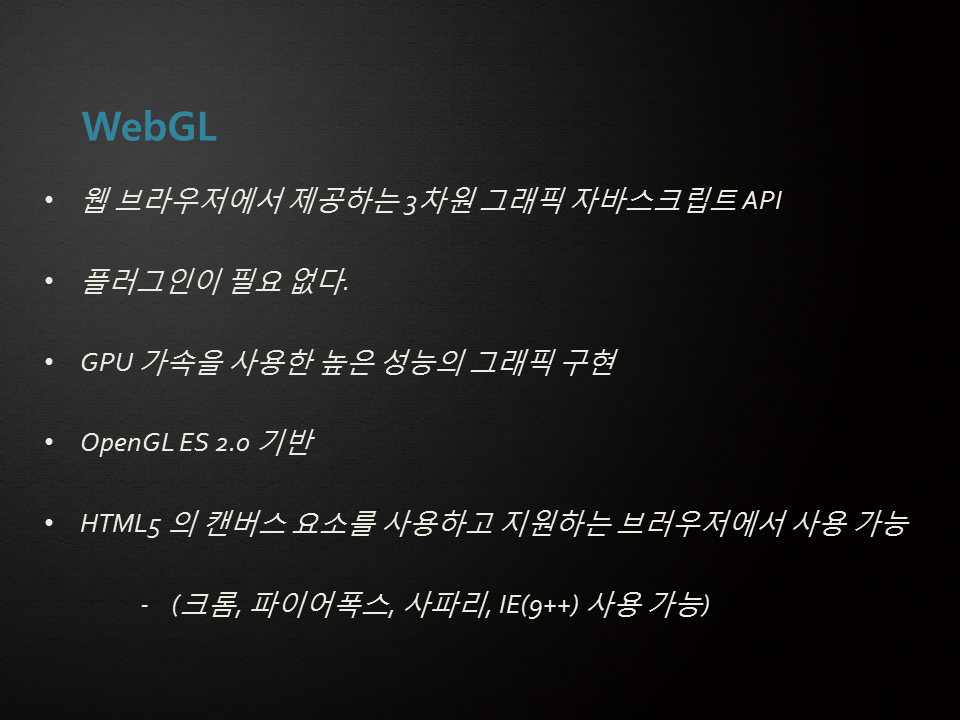 WebGL
• 웹 브라우저에서 제공하는 3차원 그래픽 자바스크립트 API
• 플러그인이 필요 없다.
• GPU 가속을 사용한 높은 성능의 그래픽 구현
• OpenGL ES 2.0 기반
• HTML5 의 캔버스 요소를 사용하고 지원하는 브러우저에서 사용 가능
- (크롬, 파이어폭스, 사파리, IE(9++) 사용 가능)